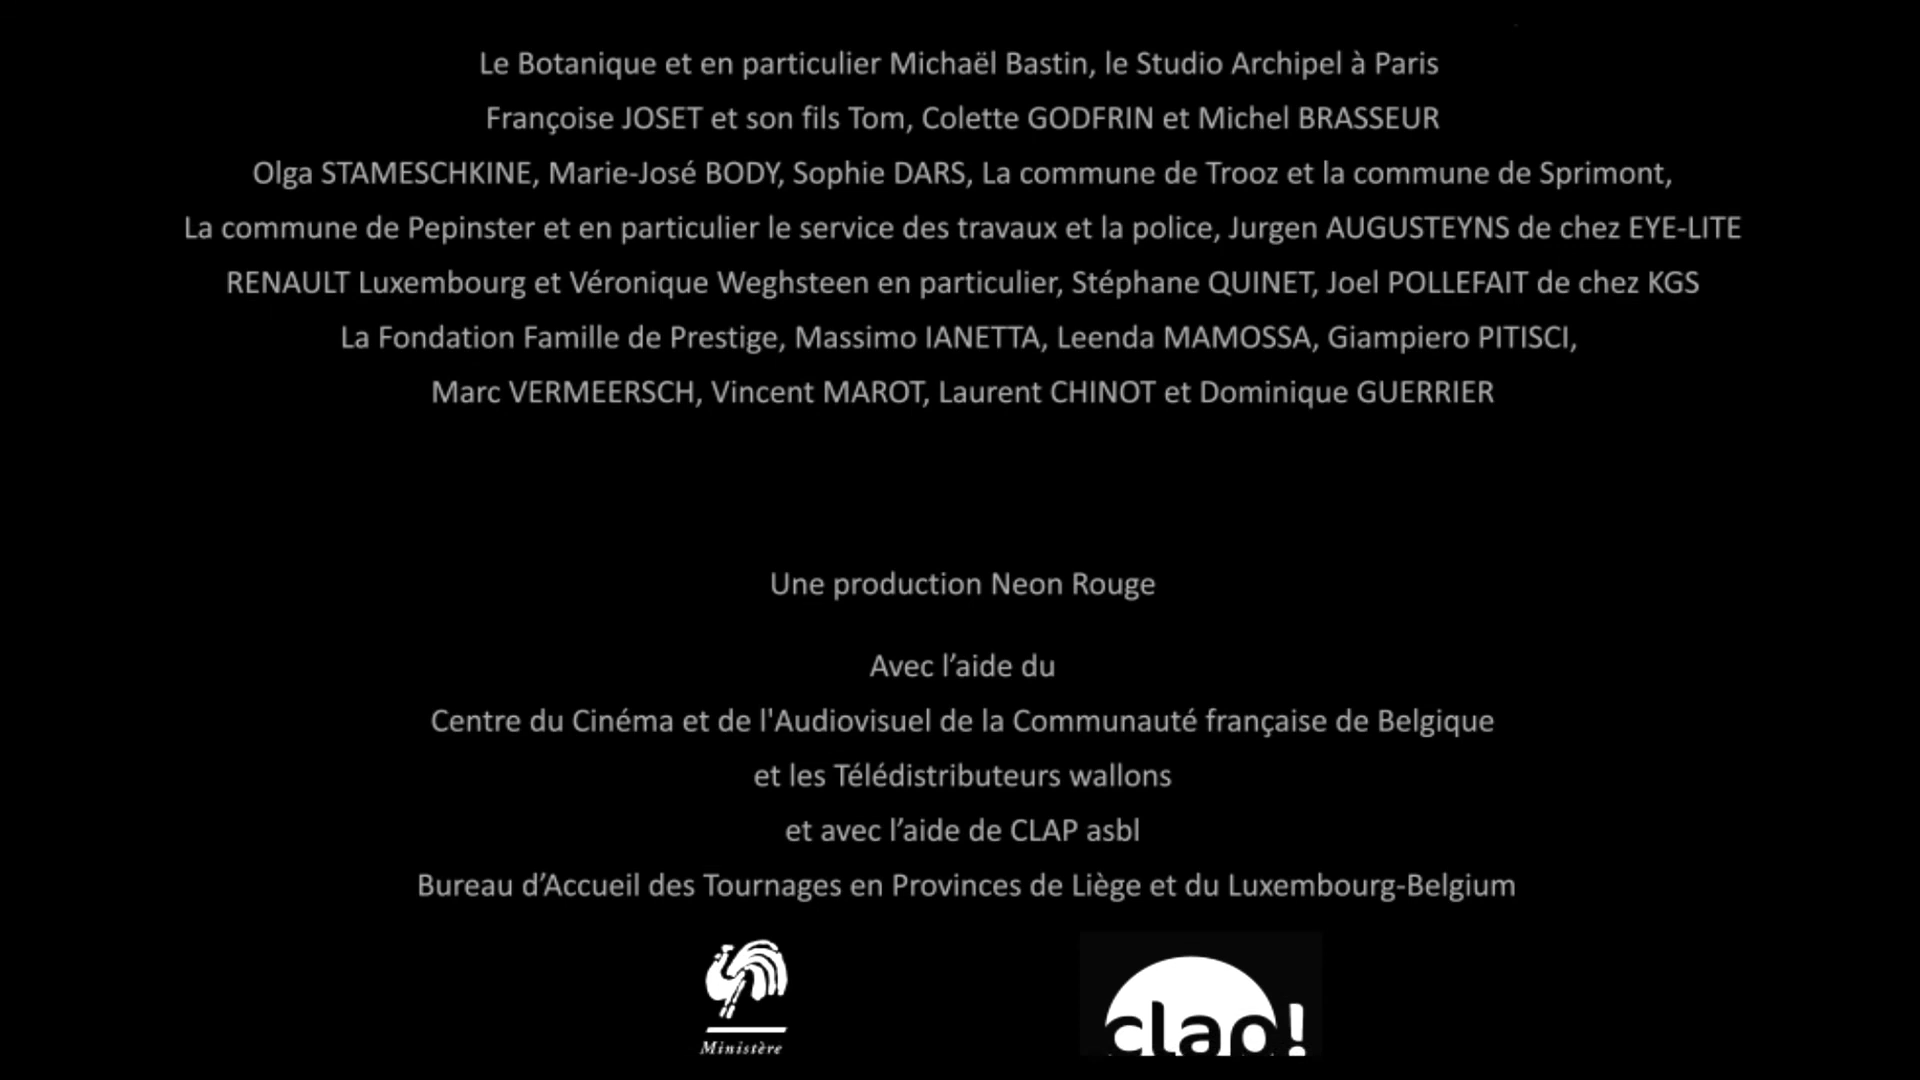 Le Botanique et en particulier Michaël Bastin, le Studio Archipel à Paris
Françoise JOSET et son fils Tom, Colette GODFRIN et Michel BRASSEUR
Olga STAMESCHKINE, Marie-José BODY, Sophie DARS, La commune de Trooz et la commune de Sprimont,
La commune de Pepinster et en particulier le service des travaux et la police, Jurgen AUGUSTEYNS de chez EYE-LITE
RENAULT Luxembourg et Véronique Weghsteen en particulier, Stéphane QUINET, Joel POLLEFAIT de chez KGS
La Fondation Famille de Prestige, Massimo IANETTA, Leenda MAMOSSA, Giampiero PITISCI,
Marc VERMEERSCH, Vincent MAROT, Laurent CHINOT et Dominique GUERRIER
Une production Neon Rouge
Avec l’aide du
Centre du Cinéma et de l'Audiovisuel de la Communauté française de Belgique
et les Télédistributeurs wallons
et avec l’aide de CLAP asbl
Bureau d’Accueil des Tournages en Provinces de Liège et du Luxembourg-Belgium
Ministère
clap!